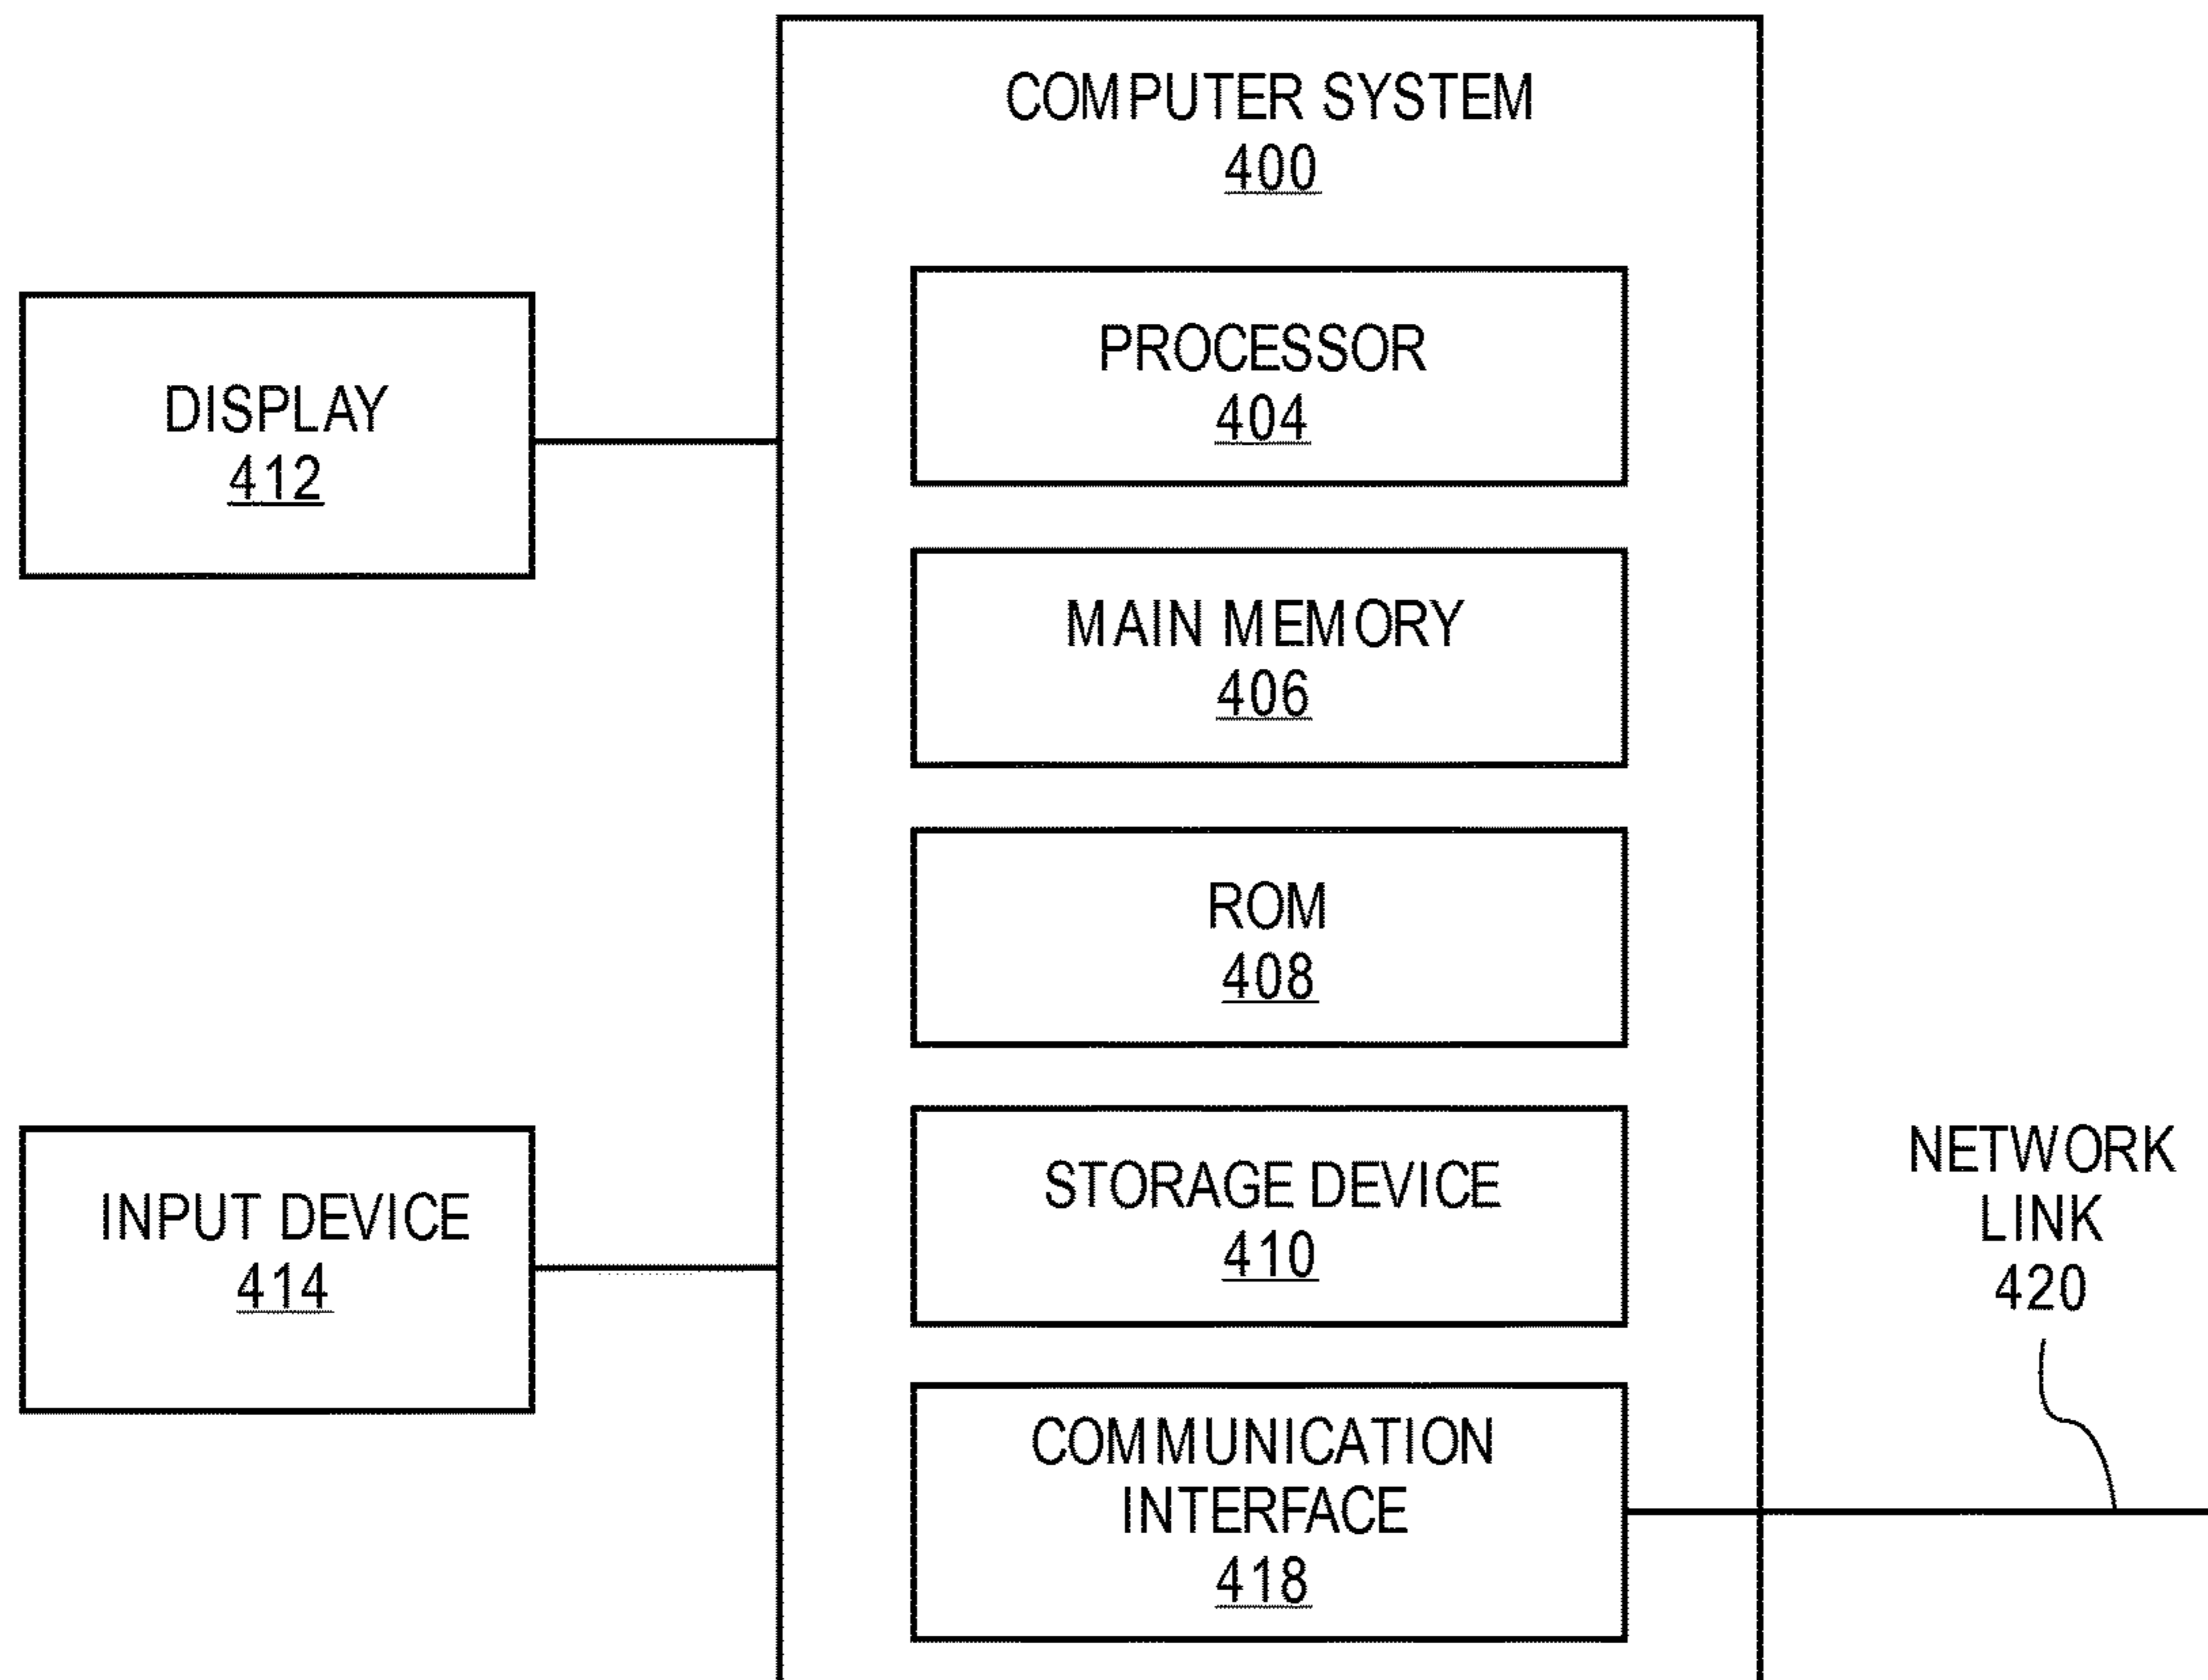 COMPUTER SYSTEM
400
PROCESSOR
404
DISPLAY
412
MAIN MEMORY
406
ROM
408
STORAGE DEVICE
410
INPUT DEVICE
414
NETWORK
LINK
420
COMMUNICATION
INTERFACE
418